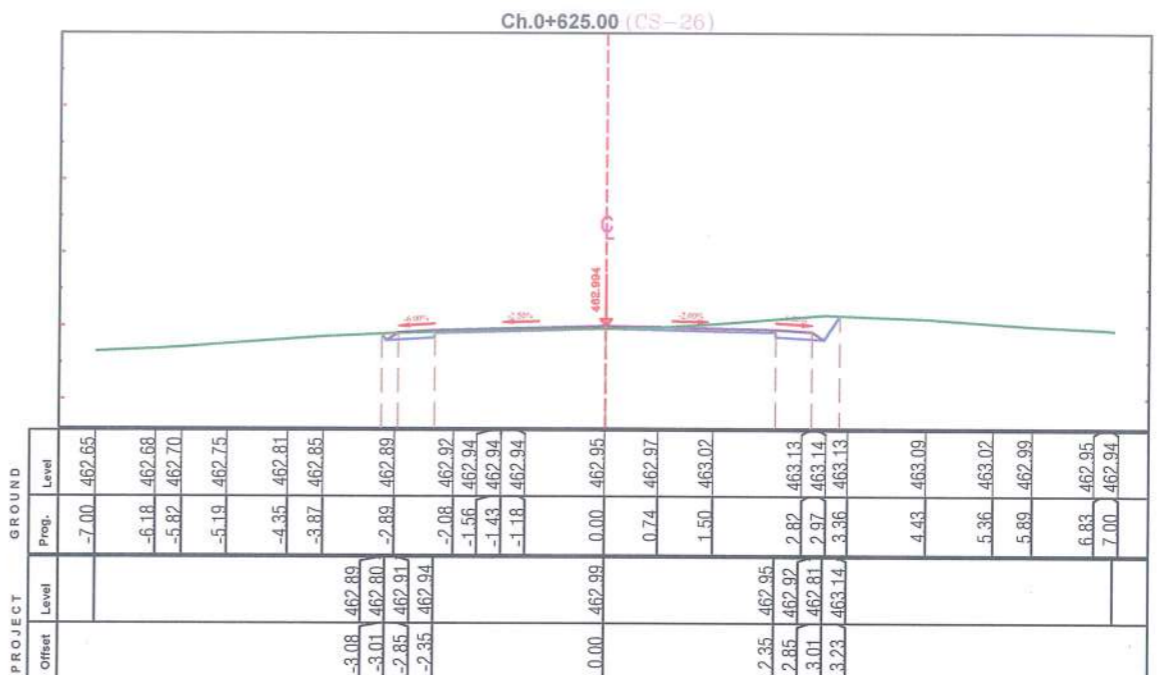 Ch.0+625.00 (CS-26)
462.994
-6.00% -2.50%
GROUND
Level 462.65 462.68 462.70 462.75 462.81 462.85 462.89 462.92 462.94 462.94 462.94 462.95 462.97 463.02 463.13 463.14 463.13 463.09 463.02 462.99 462.95 462.94
Prog. -7.00 -6.18 -5.82 -5.19 -4.35 -3.87 -2.89 -2.08 -1.56 -1.43 -1.18 0.00 0.74 1.50 2.82 2.97 3.36 4.43 5.36 5.89 6.83 7.00
PROJECT
Level 462.89 462.80 462.91 462.94 462.99 462.95 462.92 462.81 463.14
Offset -3.08 -3.01 -2.85 -2.35 0.00 2.35 2.85 3.01 3.23